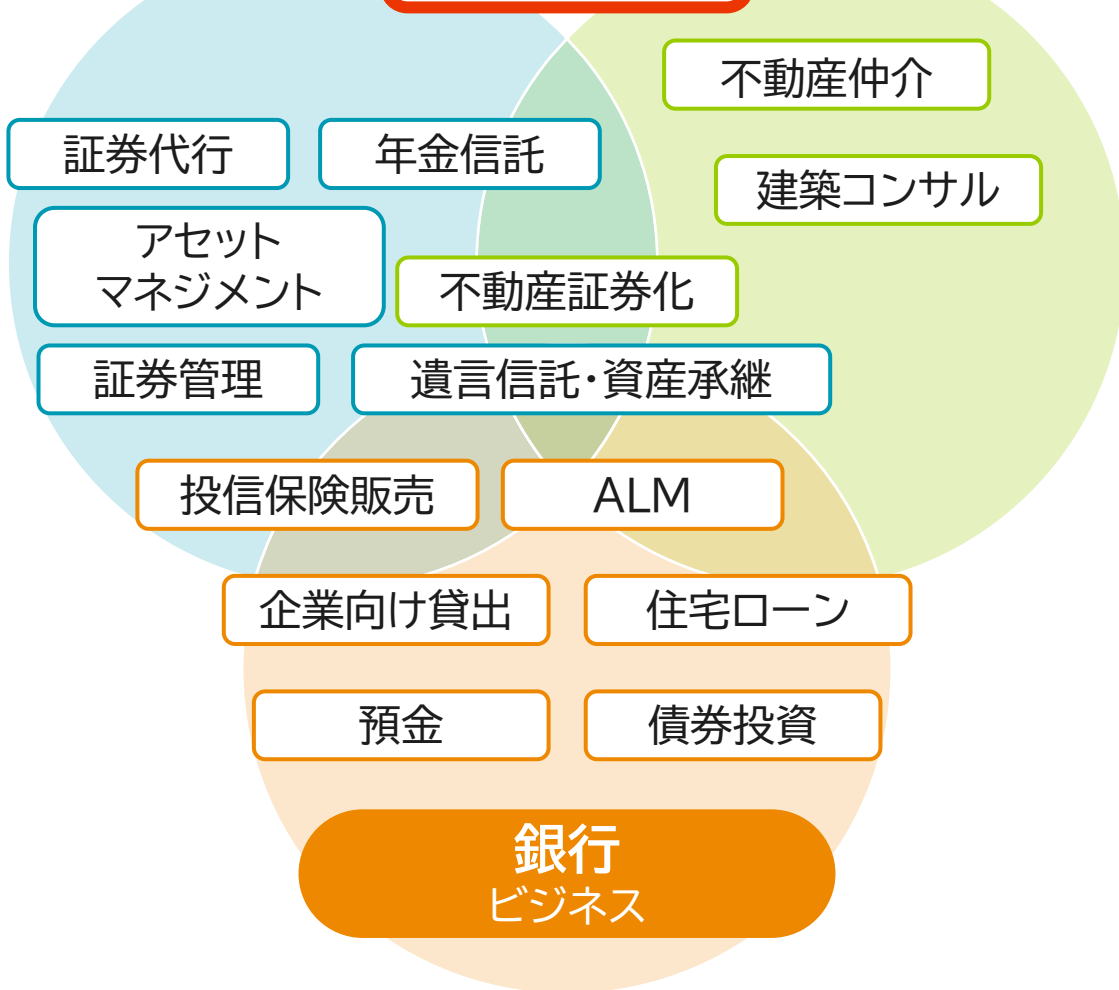 不動産仲介
証券代行
年金信託
建築コンサル
アセット
マネジメント
不動産証券化
証券管理
遺言信託・資産承継
投信保険販売
ALM
企業向け貸出
住宅ローン
預金
債券投資
銀行
ビジネス